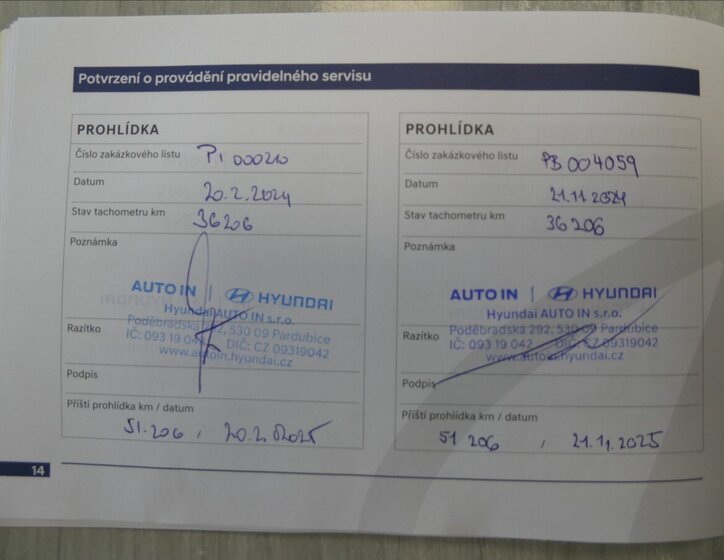 Potvrzení o provádění pravidelného servisu
PROHLÍDKA
Číslo zakázkového listu P1 000210
Datum 20.2.2024
Stav tachometru km 36206
Poznámka
AUTO IN | HYUNDAI
Hyundai AUTO IN s.r.o.
Poděbradská 292, 530 09 Pardubice
Razítko
IČ: 093 19 042 DIČ: CZ 09319042
www.autoin.hyundai.cz
Podpis
Příští prohlídka km / datum
51.206 , 20.2.2025
PROHLÍDKA
Číslo zakázkového listu PB 004059
Datum 21.11.2024
Stav tachometru km 36 206
Poznámka
AUTO IN | HYUNDAI
Hyundai AUTO IN s.r.o.
Poděbradská 292, 530 09 Pardubice
Razítko
IČ: 093 19 042 DIČ: CZ 09319042
www.autoin.hyundai.cz
Podpis
Příští prohlídka km / datum
51 206 , 21.11.2025
14